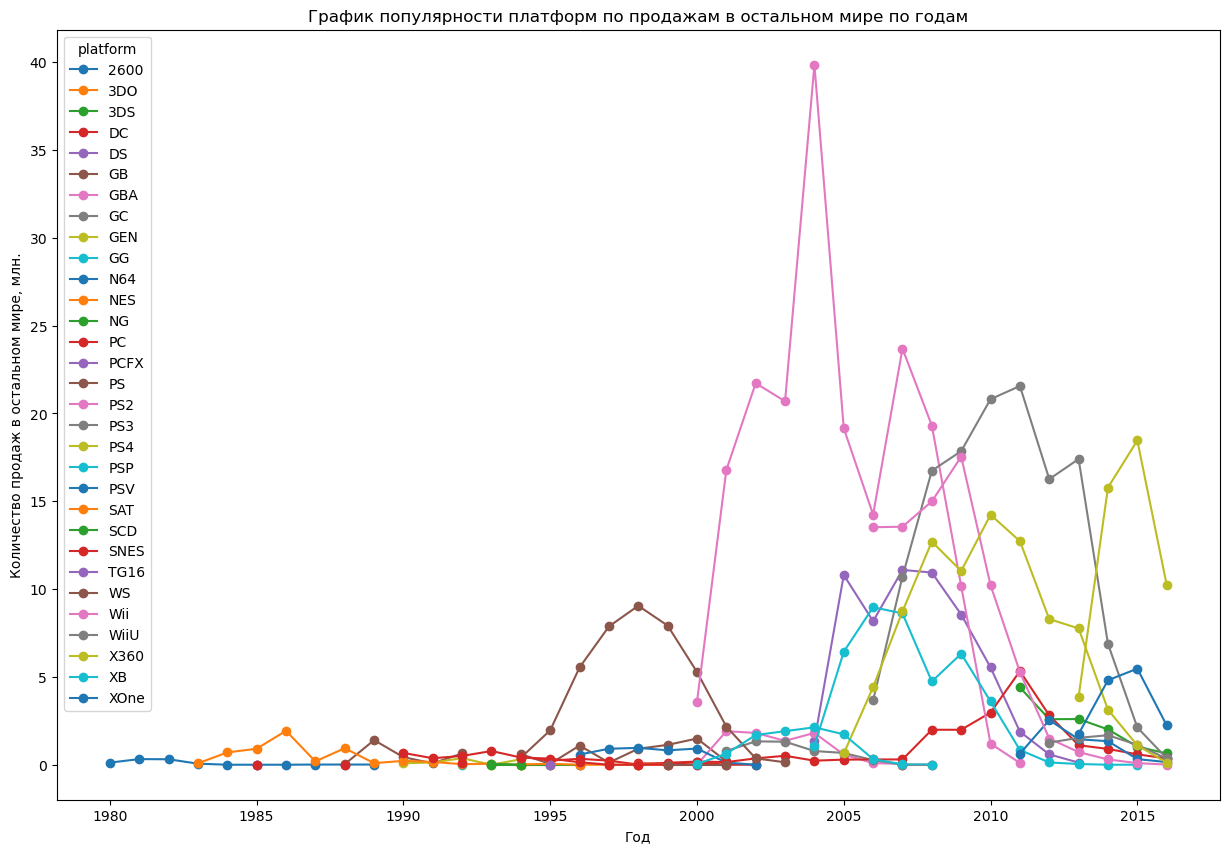 График популярности платформ по продажам в остальном мире по годам
platform
2600
3DO
3DS
DC
DS
GB
GBA
GC
GEN
GG
N64
NES
NG
PC
PCFX
PS
PS2
PS3
PS4
PSP
PSV
SAT
SCD
SNES
TG16
WS
Wii
WiiU
X360
XB
XOne
Количество продаж в остальном мире, млн.
40
35
30
25
20
15
10
5
0
1980
1985
1990
1995
2000
2005
2010
2015
Год